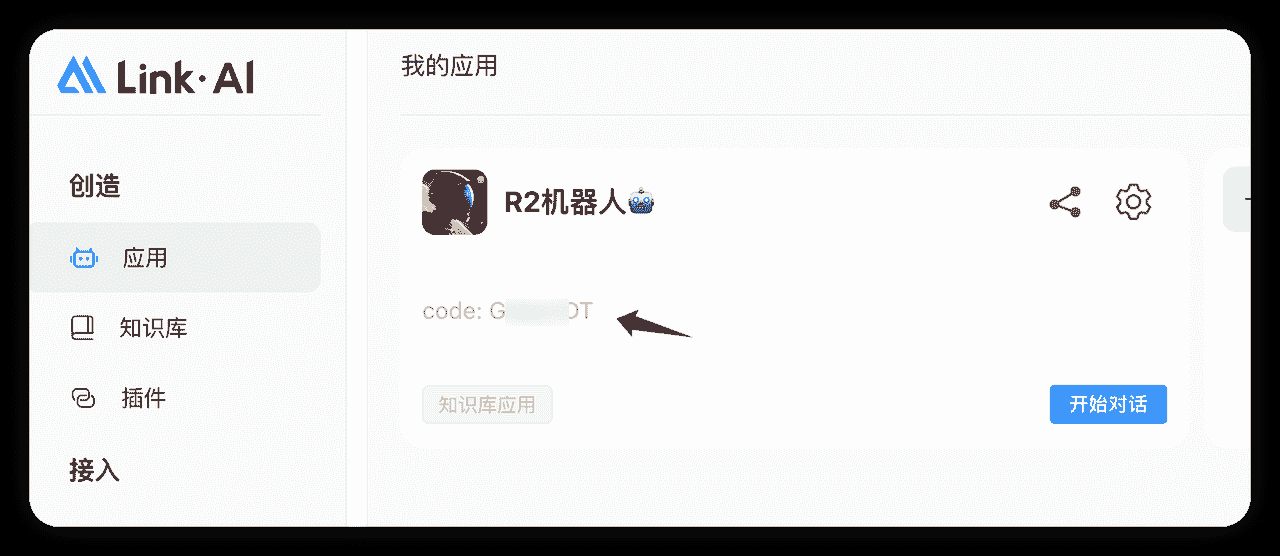 Link·AI
创造
应用
知识库
插件
接入
我的应用
R2机器人🤖
code: G
知识库应用
开始对话